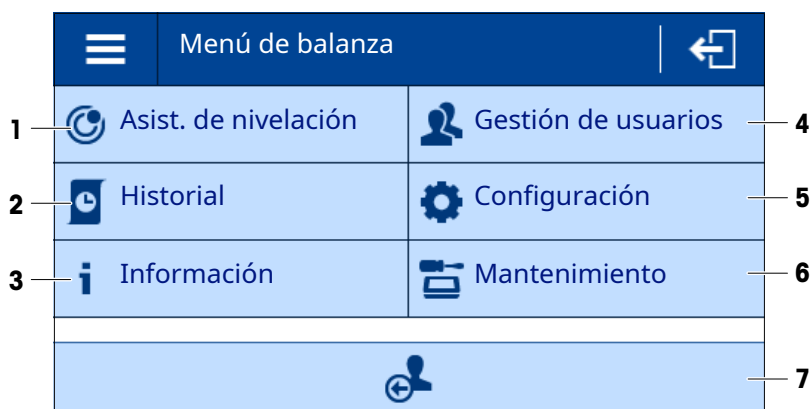 Menú de balanza
1 Asist. de nivelación Gestión de usuarios 4
2 Historial Configuración 5
3 Información Mantenimiento 6
7